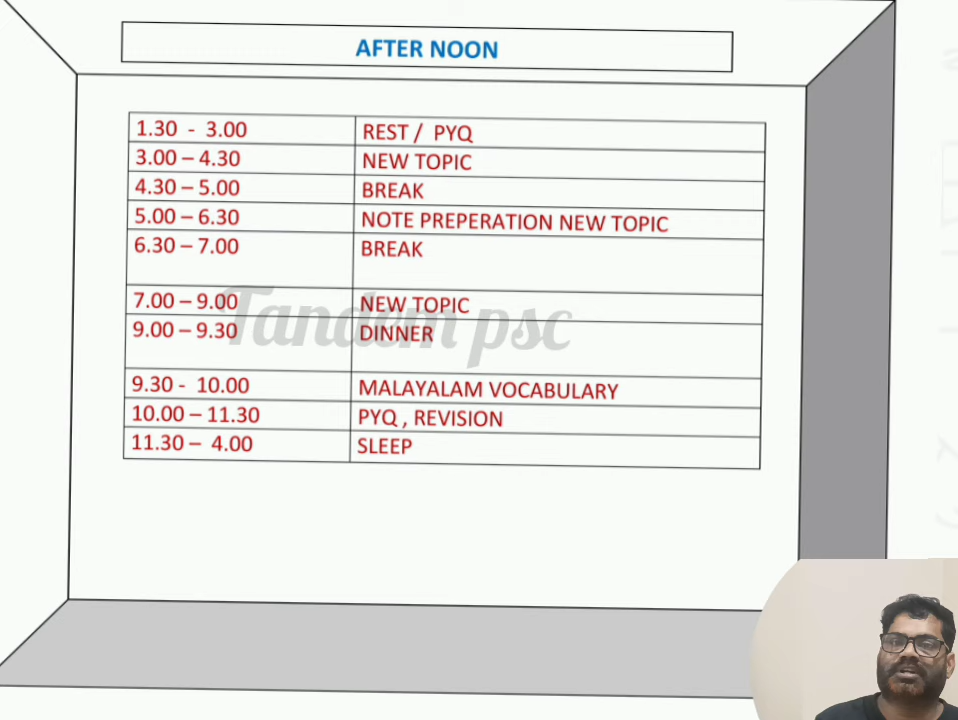 AFTER NOON
1.30 - 3.00 REST / PYQ
3.00 – 4.30 NEW TOPIC
4.30 – 5.00 BREAK
5.00 – 6.30 NOTE PREPERATION NEW TOPIC
6.30 – 7.00 BREAK
7.00 – 9.00 NEW TOPIC
9.00 – 9.30 DINNER
Tandem psc
9.30 - 10.00 MALAYALAM VOCABULARY
10.00 – 11.30 PYQ , REVISION
11.30 – 4.00 SLEEP